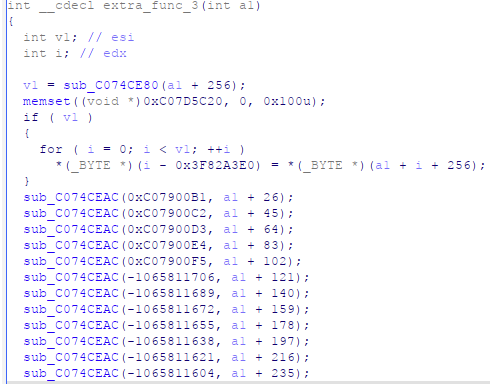 int __cdecl extra_func_3(int a1)
{
int v1; // esi
int i; // edx
v1 = sub_C074CE80(a1 + 256);
memset((void *)0xC07D5C20, 0, 0x100u);
if ( v1 )
{
for ( i = 0; i < v1; ++i )
*(_BYTE *)(i - 0x3F82A3E0) = *(_BYTE *)(a1 + i + 256);
}
sub_C074CEAC(0xC07900B1, a1 + 26);
sub_C074CEAC(0xC07900C2, a1 + 45);
sub_C074CEAC(0xC07900D3, a1 + 64);
sub_C074CEAC(0xC07900E4, a1 + 83);
sub_C074CEAC(0xC07900F5, a1 + 102);
sub_C074CEAC(-1065811706, a1 + 121);
sub_C074CEAC(-1065811689, a1 + 140);
sub_C074CEAC(-1065811672, a1 + 159);
sub_C074CEAC(-1065811655, a1 + 178);
sub_C074CEAC(-1065811638, a1 + 197);
sub_C074CEAC(-1065811621, a1 + 216);
sub_C074CEAC(-1065811604, a1 + 235);